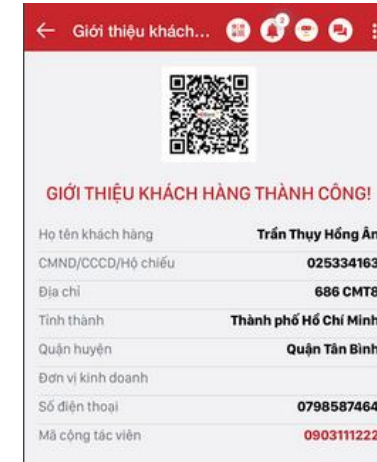 Giới thiệu khách...
2
GIỚI THIỆU KHÁCH HÀNG THÀNH CÔNG!
Họ tên khách hàng Trần Thụy Hồng Ân
CMND/CCCD/Hộ chiếu 025334163
Địa chỉ 686 CMT8
Tỉnh thành Thành phố Hồ Chí Minh
Quận huyện Quận Tân Bình
Đơn vị kinh doanh
Số điện thoại 0798587464
Mã cộng tác viên 0903111222